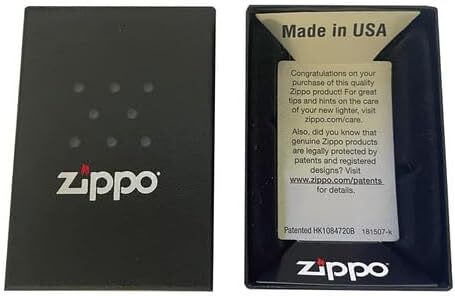 zippo
Made in USA
Congratulations on your
purchase of this quality
Zippo product! For great
tips and hints on the care
of your new lighter, visit
zippo.com/care.
Also, did you know that
genuine Zippo products
are legally protected by
patents and registered
designs? Visit
www.zippo.com/patents
for details.
Patented HK1084720B 181507-k
zippo